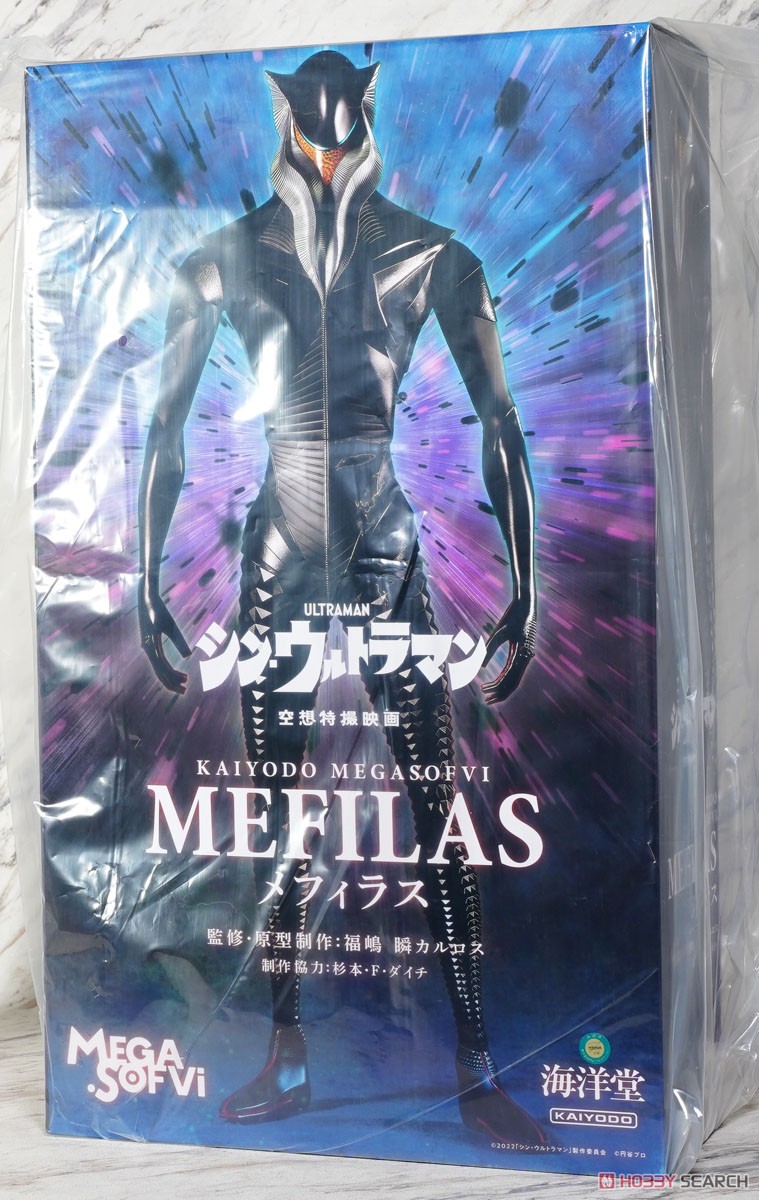 ULTRAMAN
シン・ウルトラマン
空想特撮映画
KAIYODO MEGASOFVI
MEFILAS
メフィラス
監修・原型制作：福嶋 瞬カルロス
制作協力：杉本・F・ダイチ
MEGA
SOFVi
海洋堂
KAIYODO
©2022「シン・ウルトラマン」製作委員会 ©円谷プロ
HOBBY SEARCH